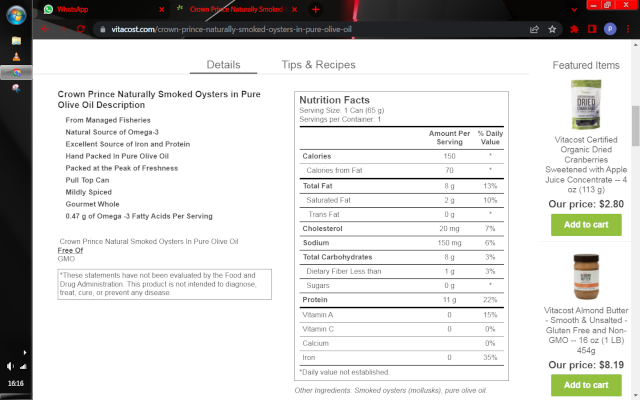 WhatsApp
Crown Prince Naturally Smoked
vitacost.com/crown-prince-naturally-smoked-oysters-in-pure-olive-oil
P
Details
Tips & Recipes
Crown Prince Naturally Smoked Oysters in Pure
Olive Oil Description
From Managed Fisheries
Natural Source of Omega-3
Excellent Source of Iron and Protein
Hand Packed In Pure Olive Oil
Packed at the Peak of Freshness
Pull Top Can
Mildly Spiced
Gourmet Whole
0.47 g of Omega -3 Fatty Acids Per Serving
Crown Prince Natural Smoked Oysters In Pure Olive Oil
Free Of
GMO
*These statements have not been evaluated by the Food and
Drug Administration. This product is not intended to diagnose,
treat, cure, or prevent any disease.
Nutrition Facts
Serving Size: 1 Can (65 g)
Servings per Container: 1
Amount Per Serving % Daily Value
Calories 150 *
Calories from Fat 70 *
Total Fat 8 g 13%
Saturated Fat 2 g 10%
Trans Fat 0 g *
Cholesterol 20 mg 7%
Sodium 150 mg 6%
Total Carbohydrates 8 g 3%
Dietary Fiber Less than 1 g 3%
Sugars 0 g *
Protein 11 g 22%
Vitamin A 0 15%
Vitamin C 0 0%
Calcium 0%
Iron 0 35%
*Daily value not established.
Other Ingredients: Smoked oysters (mollusks), pure olive oil.
Featured Items
DRIED
Vitacost Certified
Organic Dried
Cranberries
Sweetened with Apple
Juice Concentrate -- 4
oz (113 g)
Our price: $2.80
Add to cart
Vitacost Almond Butter
- Smooth & Unsalted -
Gluten Free and Non-
GMO -- 16 oz (1 LB)
454g
Our price: $8.19
Add to cart
16:16